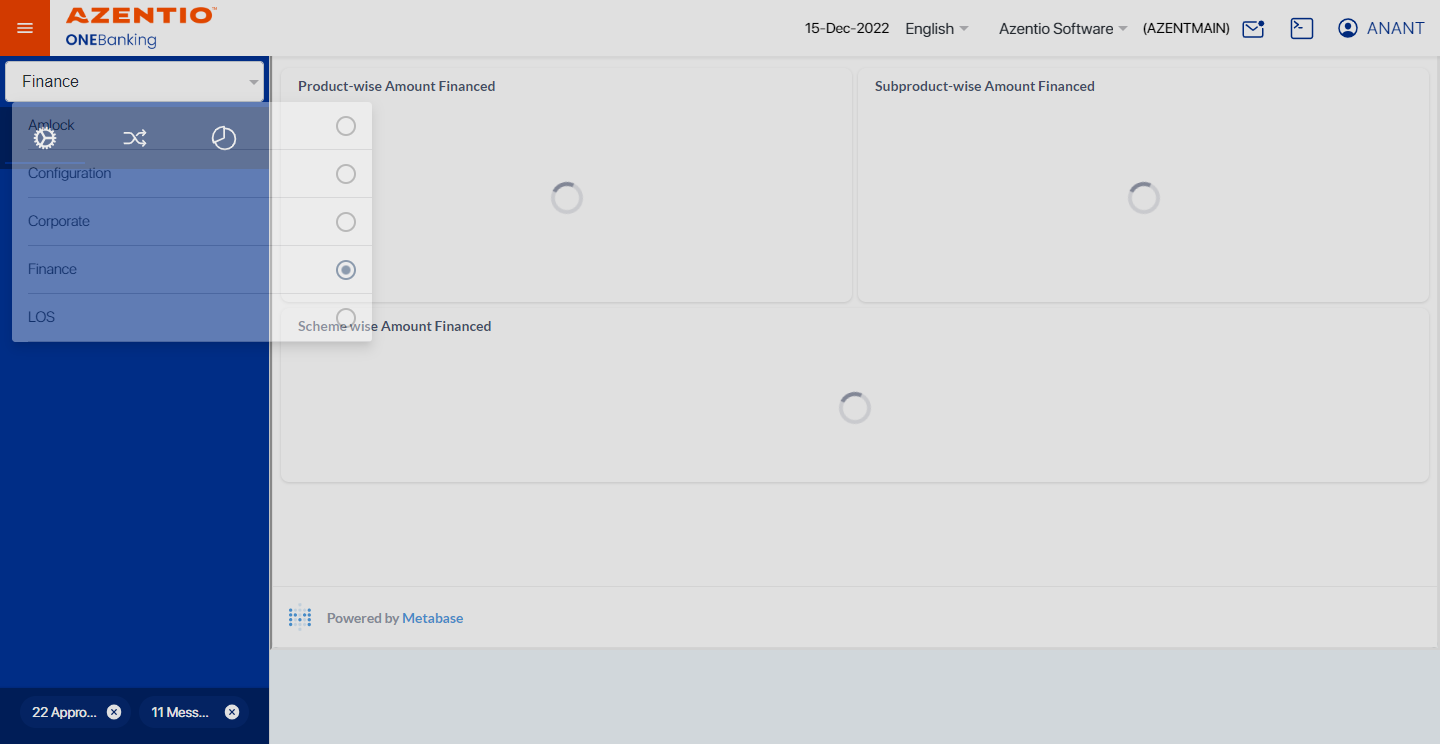 AZENTIO™
ONEBanking
15-Dec-2022
English
Azentio Software
(AZENTMAIN)
ANANT
Finance
Amlock
Configuration
Corporate
Finance
LOS
Product-wise Amount Financed
Subproduct-wise Amount Financed
Scheme wise Amount Financed
Powered by Metabase
22 Appro...
11 Mess...